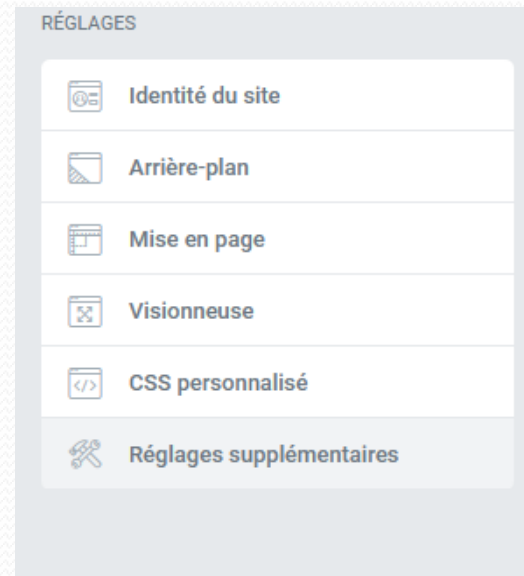 RÉGLAGES
Identité du site
Arrière-plan
Mise en page
Visionneuse
CSS personnalisé
Réglages supplémentaires